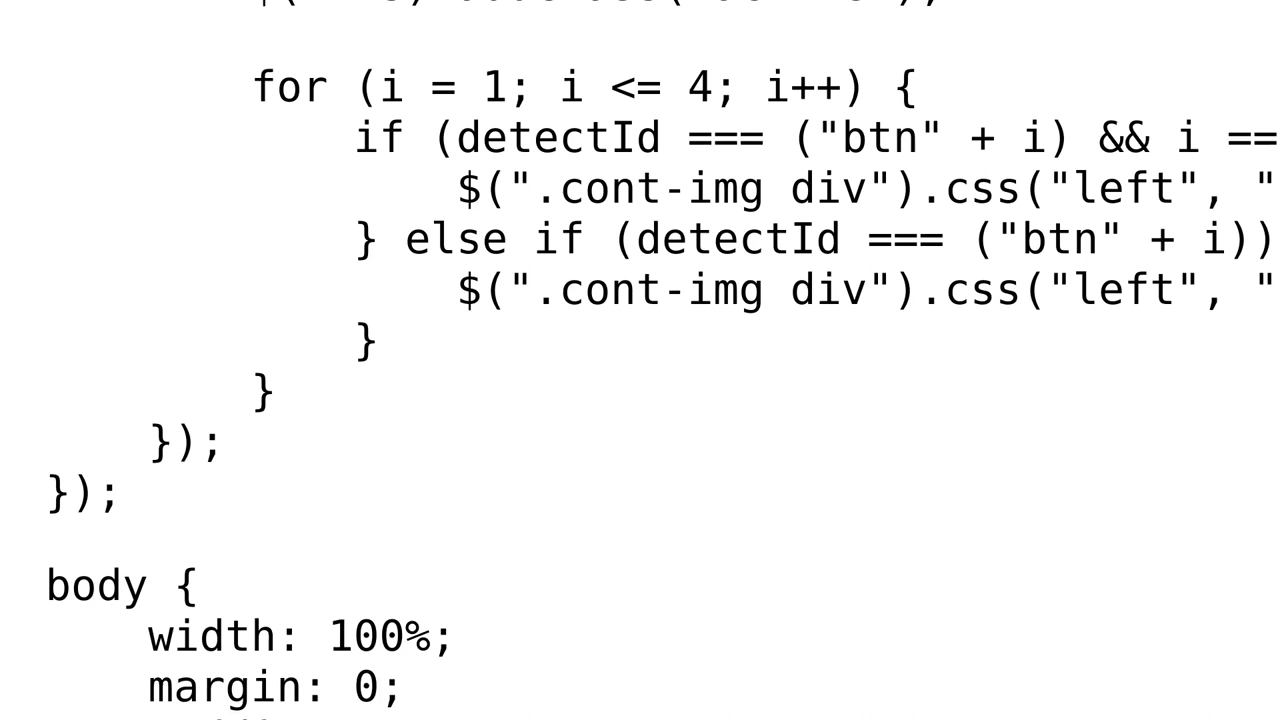 for (i = 1; i <= 4; i++) {
if (detectId === ("btn" + i) && i ==
$(".cont-img div").css("left", "
} else if (detectId === ("btn" + i))
$(".cont-img div").css("left", "
}
}
});
});
body {
width: 100%;
margin: 0;